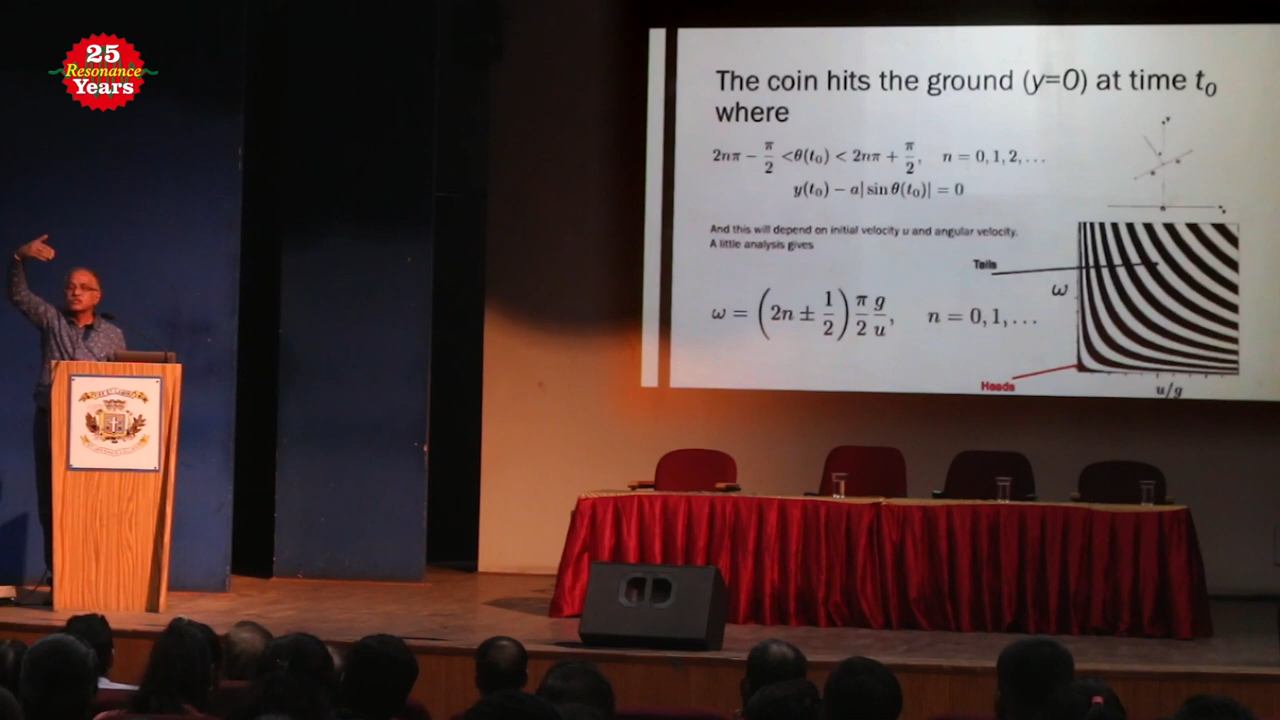 25
Resonance
Years
The coin hits the ground (y=0) at time t₀
where
2nπ − π/2 <θ(t₀) < 2nπ + π/2, n = 0, 1, 2, . . .
y(t₀) − a| sin θ(t₀)| = 0
And this will depend on initial velocity u and angular velocity.
A little analysis gives
Tails
ω
ω = (2n ± 1/2) π/2 g/u, n = 0, 1, . . .
Heads
u/g